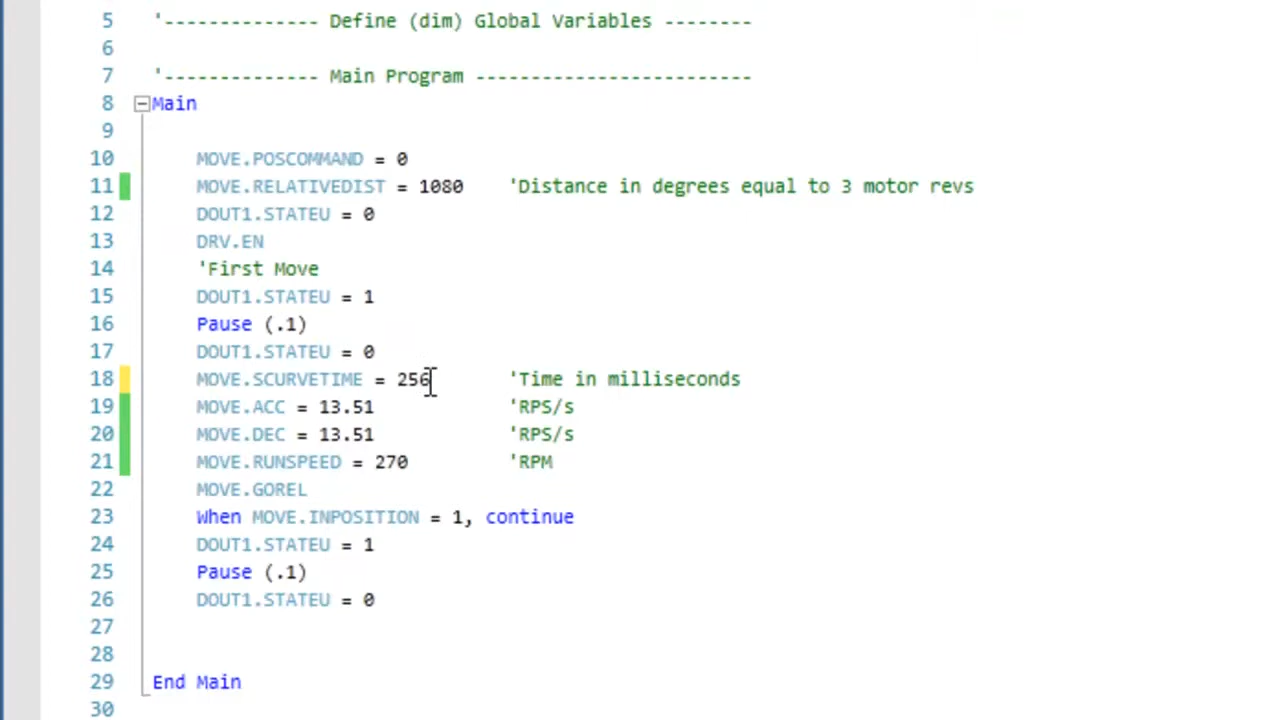 5 '-------------- Define (dim) Global Variables --------
6
7 '-------------- Main Program -------------------------
8 Main
9
10 MOVE.POSCOMMAND = 0
11 MOVE.RELATIVEDIST = 1080 'Distance in degrees equal to 3 motor revs
12 DOUT1.STATEU = 0
13 DRV.EN
14 'First Move
15 DOUT1.STATEU = 1
16 Pause (.1)
17 DOUT1.STATEU = 0
18 MOVE.SCURVETIME = 256 'Time in milliseconds
19 MOVE.ACC = 13.51 'RPS/s
20 MOVE.DEC = 13.51 'RPS/s
21 MOVE.RUNSPEED = 270 'RPM
22 MOVE.GOREL
23 When MOVE.INPOSITION = 1, continue
24 DOUT1.STATEU = 1
25 Pause (.1)
26 DOUT1.STATEU = 0
27
28
29 End Main
30